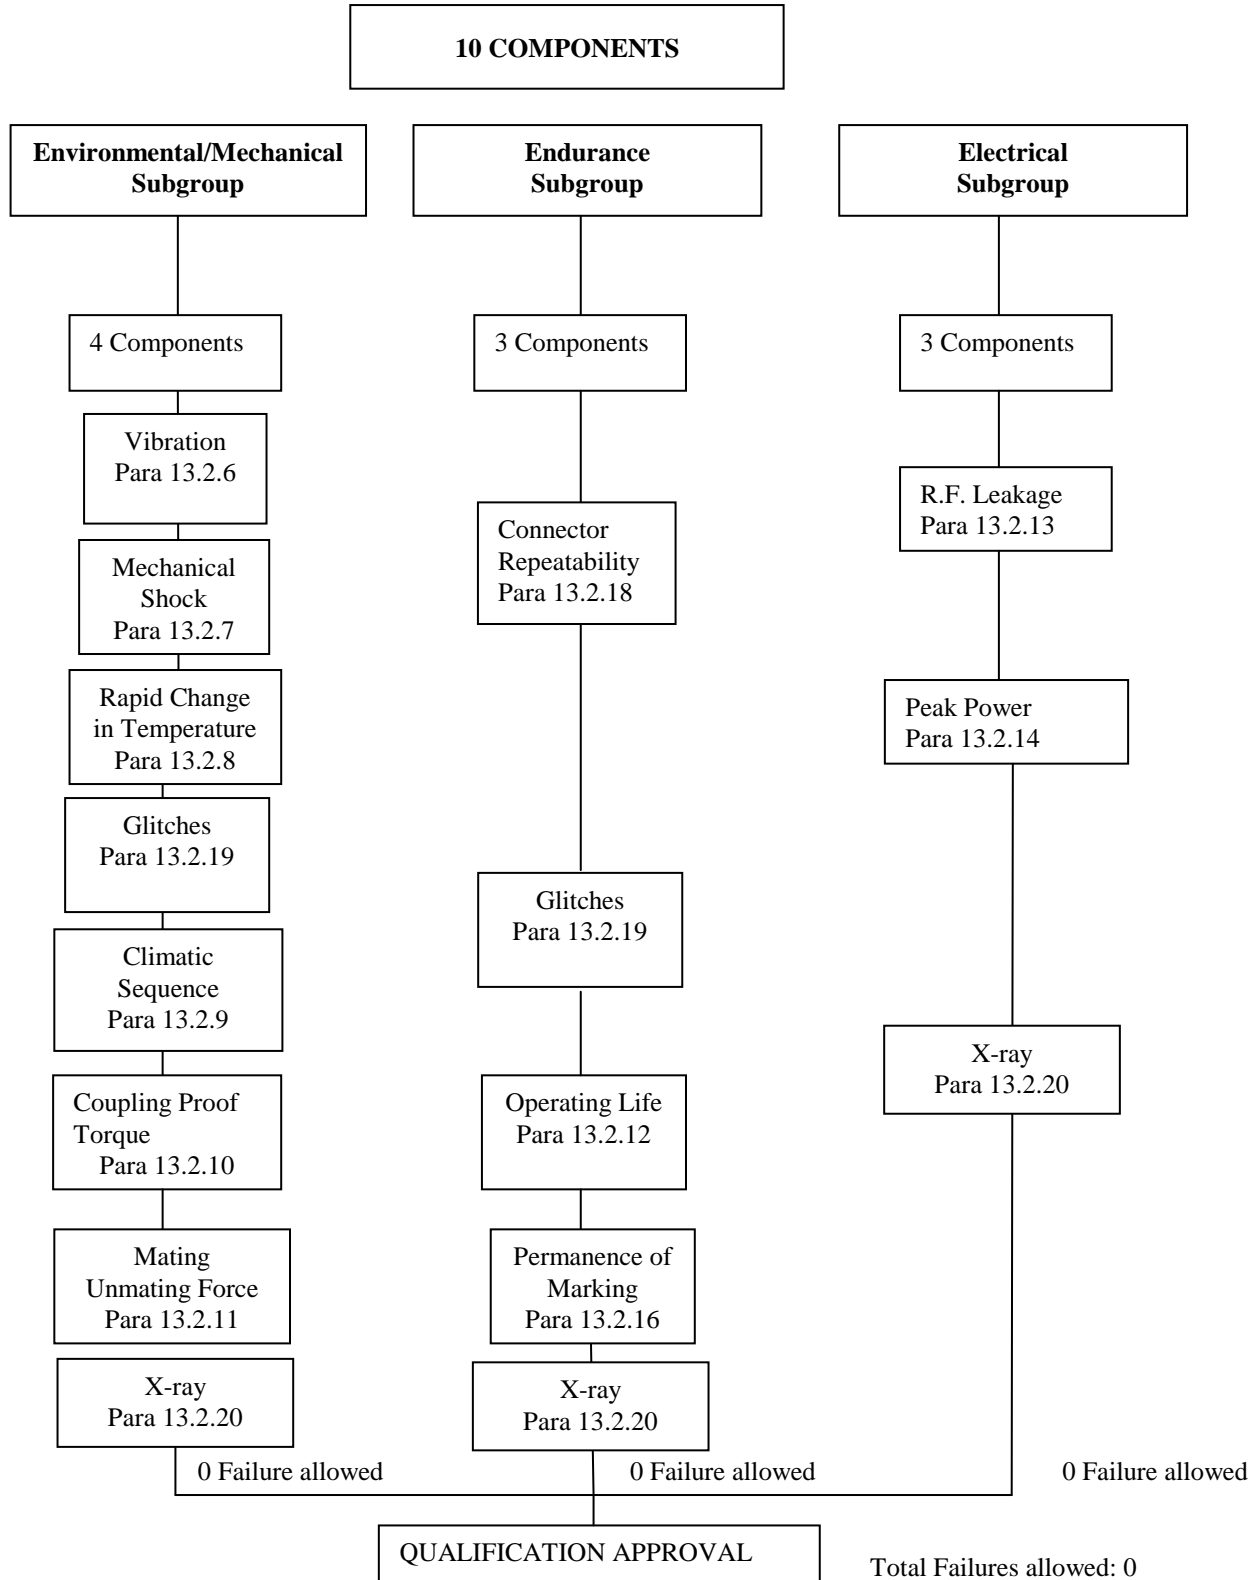 10 COMPONENTS
Environmental/Mechanical
Subgroup
4 Components
Vibration
Para 13.2.6
Mechanical
Shock
Para 13.2.7
Rapid Change
in Temperature
Para 13.2.8
Glitches
Para 13.2.19
Climatic
Sequence
Para 13.2.9
Coupling Proof
Torque
Para 13.2.10
Mating
Unmating Force
Para 13.2.11
X-ray
Para 13.2.20
0 Failure allowed
Endurance
Subgroup
3 Components
Connector
Repeatability
Para 13.2.18
Glitches
Para 13.2.19
Operating Life
Para 13.2.12
Permanence of
Marking
Para 13.2.16
X-ray
Para 13.2.20
0 Failure allowed
Electrical
Subgroup
3 Components
R.F. Leakage
Para 13.2.13
Peak Power
Para 13.2.14
X-ray
Para 13.2.20
0 Failure allowed
QUALIFICATION APPROVAL
Total Failures allowed: 0